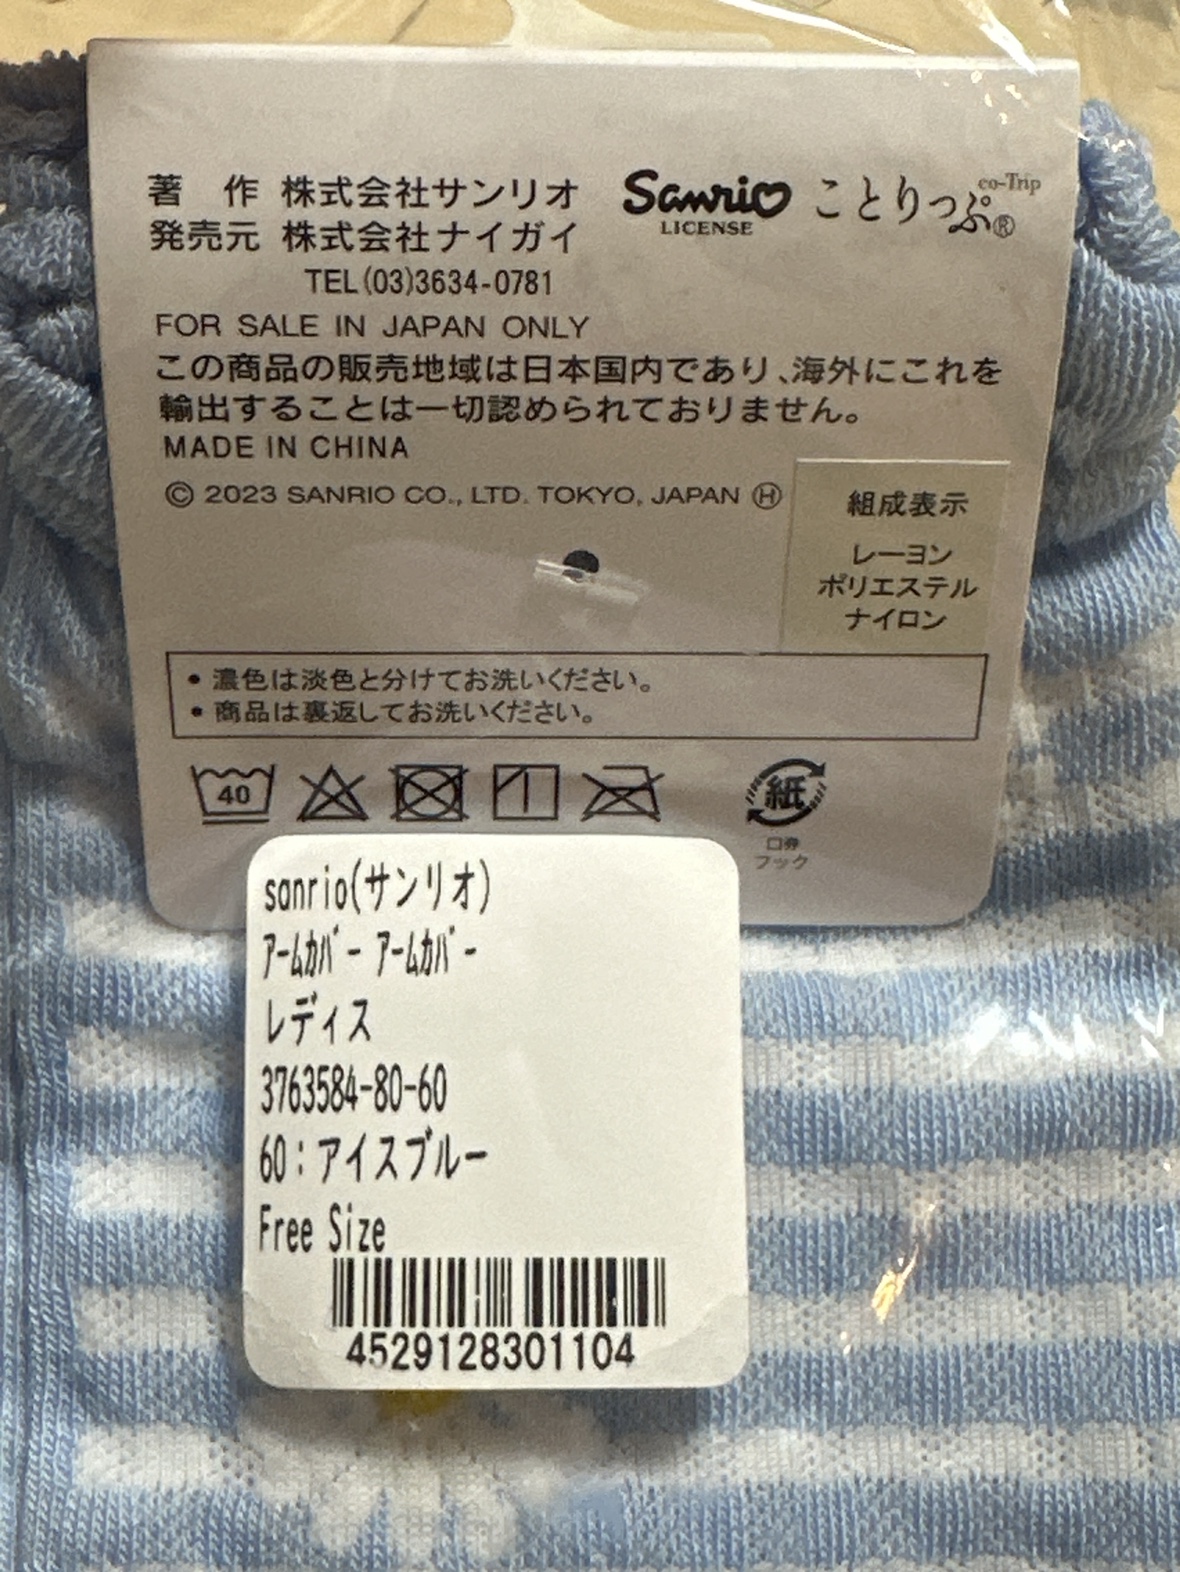 著 作 株式会社サンリオ
発売元 株式会社ナイガイ
TEL(03)3634-0781
Sanrio
LICENSE
ことりっぷ®
co-Trip
FOR SALE IN JAPAN ONLY
この商品の販売地域は日本国内であり、海外にこれを
輸出することは一切認められておりません。
MADE IN CHINA
© 2023 SANRIO CO., LTD. TOKYO, JAPAN Ⓗ
組成表示
レーヨン
ポリエステル
ナイロン
• 濃色は淡色と分けてお洗いください。
• 商品は裏返してお洗いください。
40
紙
口券
フック
sanrio(サンリオ)
ｱｰﾑｶﾊﾞｰ ｱｰﾑｶﾊﾞｰ
レディス
3763584-80-60
60:アイスブルー
Free Size
4529128301104